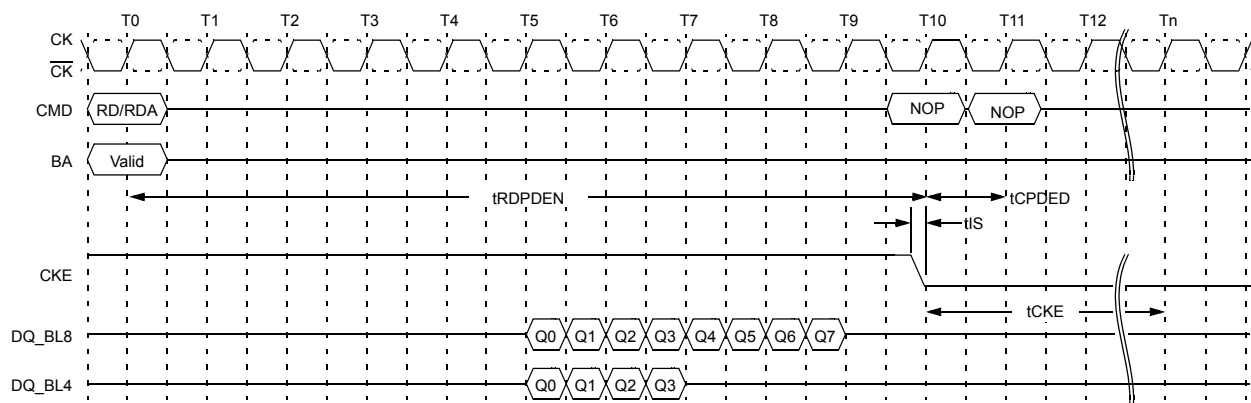 T0 T1 T2 T3 T4 T5 T6 T7 T8 T9 T10 T11 T12 Tn
CK
CK
CMD RD/RDA NOP NOP
BA Valid
tRDPDEN tCPDED
tIS
CKE
tCKE
DQ_BL8 Q0 Q1 Q2 Q3 Q4 Q5 Q6 Q7
DQ_BL4 Q0 Q1 Q2 Q3